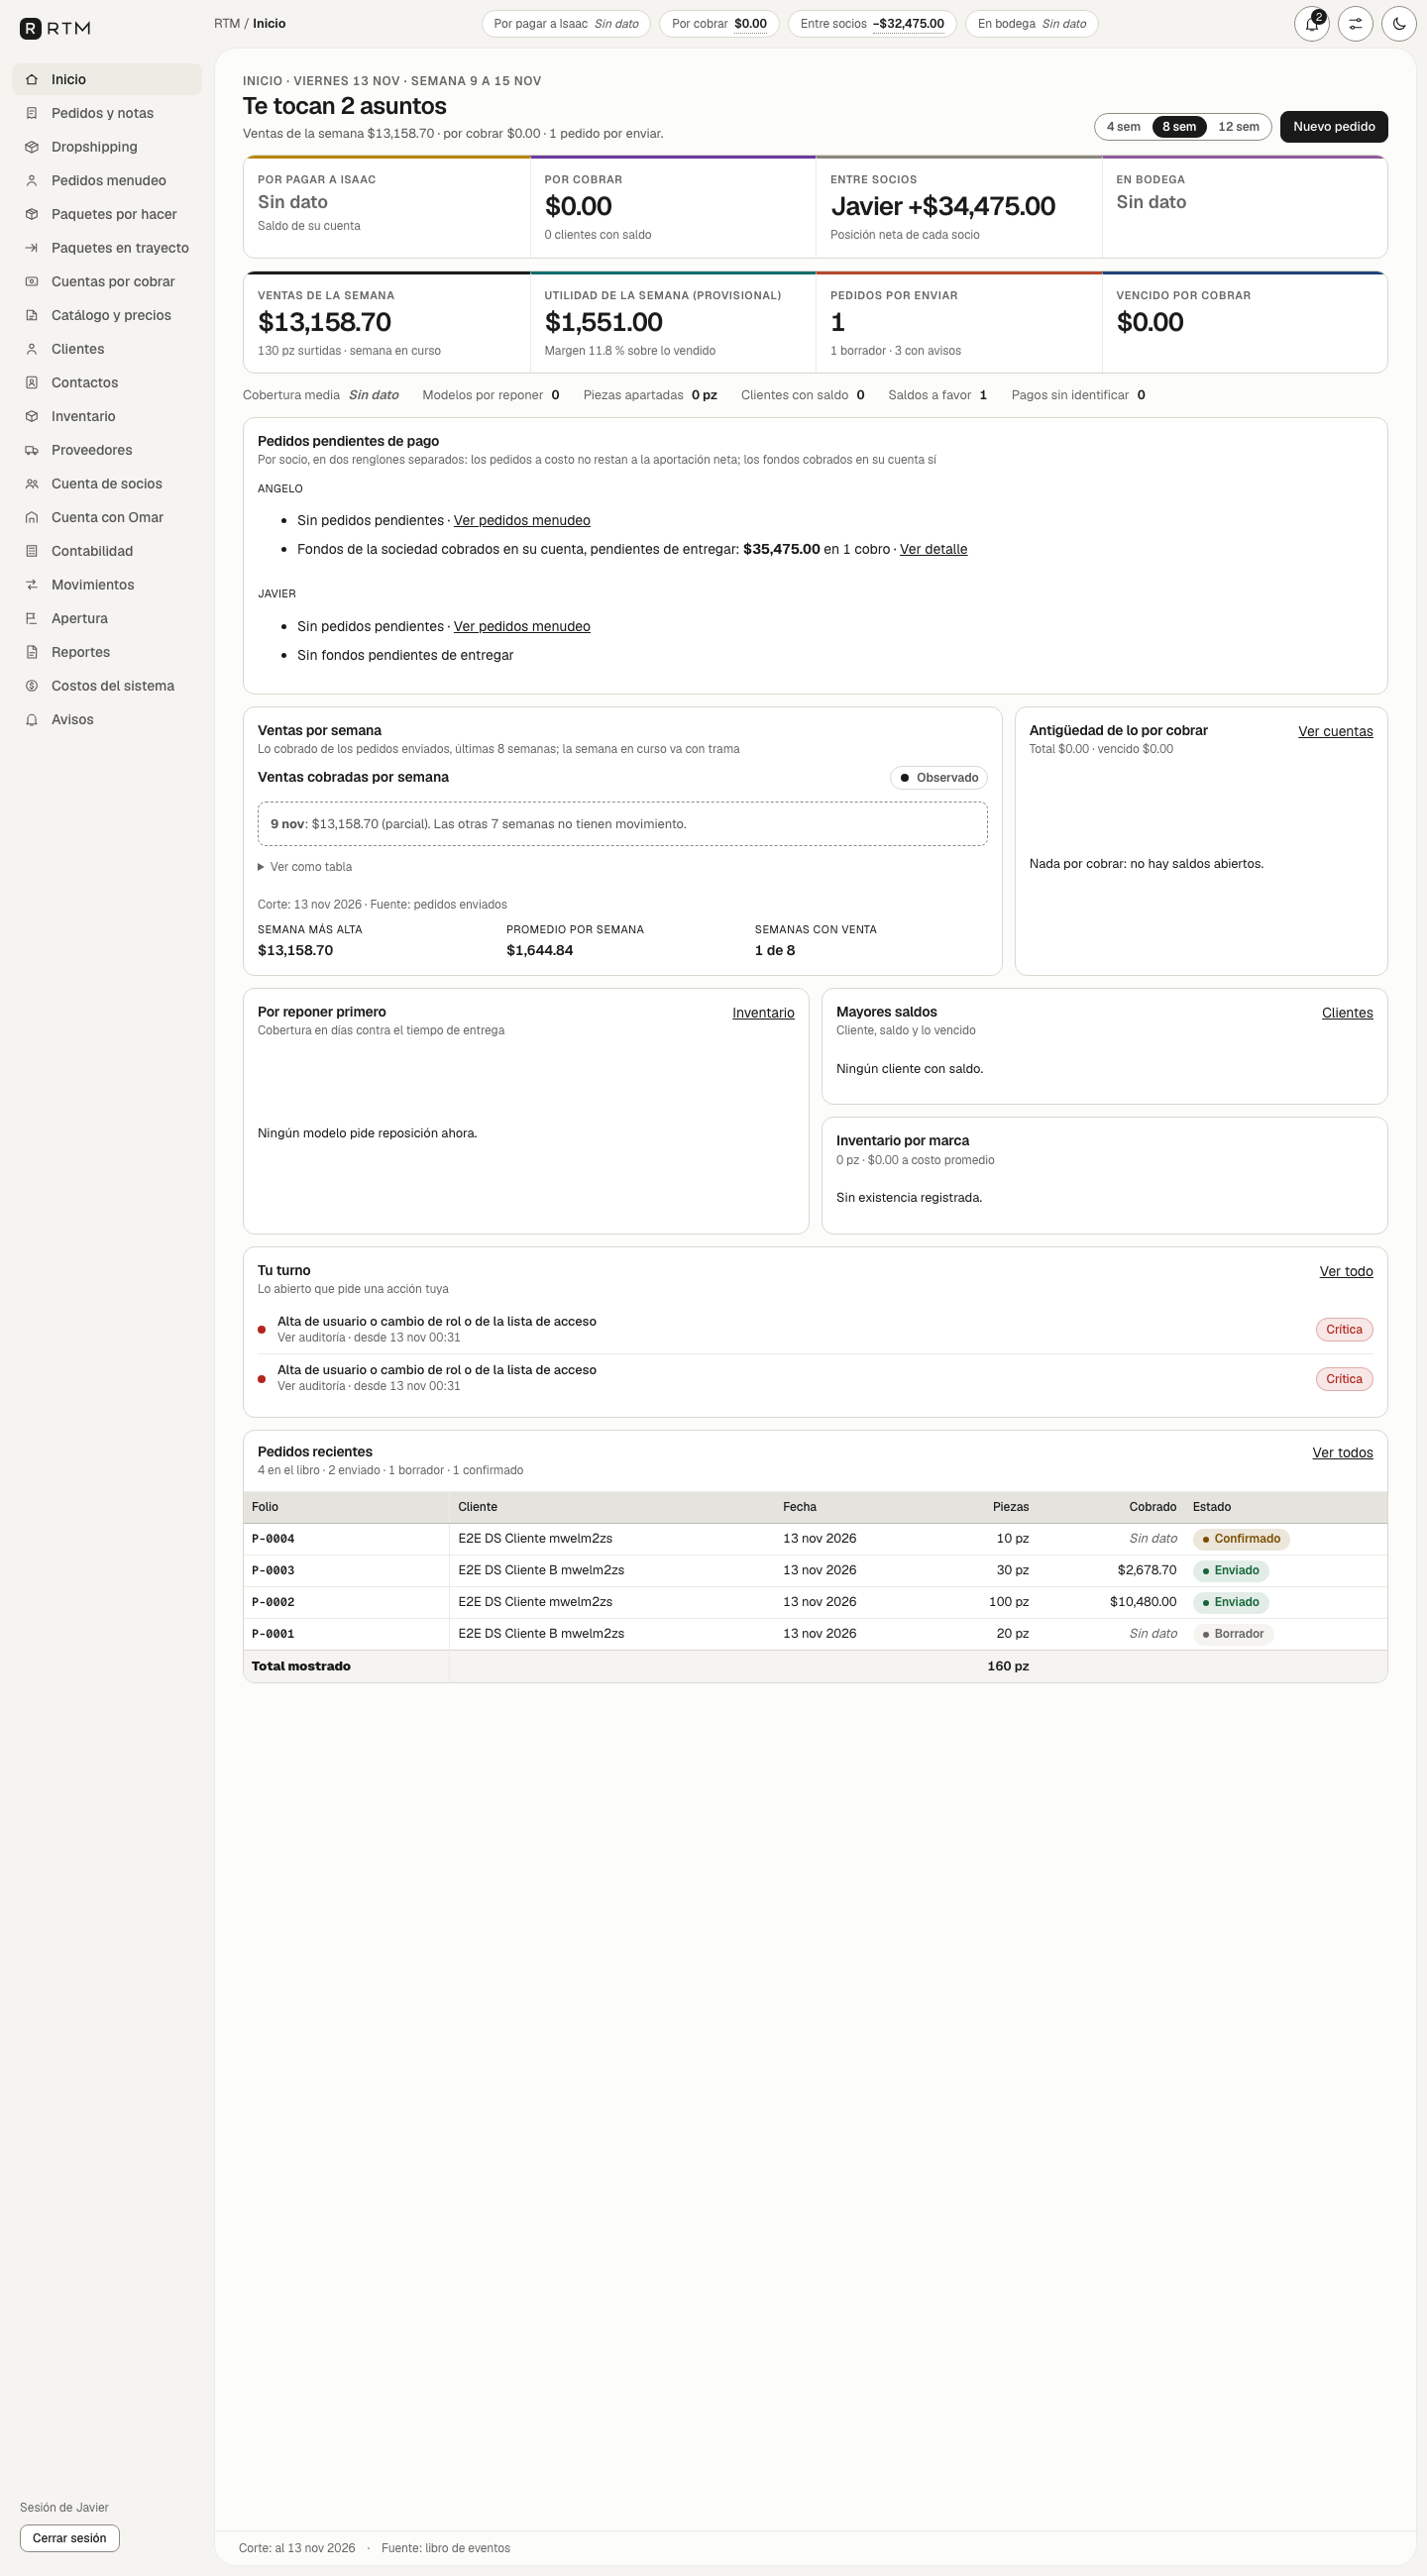 R RTM
RTM / Inicio
Por pagar a Isaac Sin dato
Por cobrar $0.00
Entre socios −$32,475.00
En bodega Sin dato
2
Inicio
Pedidos y notas
Dropshipping
Pedidos menudeo
Paquetes por hacer
Paquetes en trayecto
Cuentas por cobrar
Catálogo y precios
Clientes
Contactos
Inventario
Proveedores
Cuenta de socios
Cuenta con Omar
Contabilidad
Movimientos
Apertura
Reportes
Costos del sistema
Avisos
Sesión de Javier
Cerrar sesión
INICIO · VIERNES 13 NOV · SEMANA 9 A 15 NOV
Te tocan 2 asuntos
Ventas de la semana $13,158.70 · por cobrar $0.00 · 1 pedido por enviar.
4 sem 8 sem 12 sem
Nuevo pedido
POR PAGAR A ISAAC
Sin dato
Saldo de su cuenta
POR COBRAR
$0.00
0 clientes con saldo
ENTRE SOCIOS
Javier +$34,475.00
Posición neta de cada socio
EN BODEGA
Sin dato
VENTAS DE LA SEMANA
$13,158.70
130 pz surtidas · semana en curso
UTILIDAD DE LA SEMANA (PROVISIONAL)
$1,551.00
Margen 11.8 % sobre lo vendido
PEDIDOS POR ENVIAR
1
1 borrador · 3 con avisos
VENCIDO POR COBRAR
$0.00
Cobertura media Sin dato Modelos por reponer 0 Piezas apartadas 0 pz Clientes con saldo 0 Saldos a favor 1 Pagos sin identificar 0
Pedidos pendientes de pago
Por socio, en dos renglones separados: los pedidos a costo no restan a la aportación neta; los fondos cobrados en su cuenta sí
ANGELO
• Sin pedidos pendientes · Ver pedidos menudeo
• Fondos de la sociedad cobrados en su cuenta, pendientes de entregar: $35,475.00 en 1 cobro · Ver detalle
JAVIER
• Sin pedidos pendientes · Ver pedidos menudeo
• Sin fondos pendientes de entregar
Ventas por semana
Lo cobrado de los pedidos enviados, últimas 8 semanas; la semana en curso va con trama
Ventas cobradas por semana
Observado
9 nov: $13,158.70 (parcial). Las otras 7 semanas no tienen movimiento.
Ver como tabla
Corte: 13 nov 2026 · Fuente: pedidos enviados
SEMANA MÁS ALTA
$13,158.70
PROMEDIO POR SEMANA
$1,644.84
SEMANAS CON VENTA
1 de 8
Antigüedad de lo por cobrar
Ver cuentas
Total $0.00 · vencido $0.00
Nada por cobrar: no hay saldos abiertos.
Por reponer primero
Inventario
Cobertura en días contra el tiempo de entrega
Ningún modelo pide reposición ahora.
Mayores saldos
Clientes
Cliente, saldo y lo vencido
Ningún cliente con saldo.
Inventario por marca
0 pz · $0.00 a costo promedio
Sin existencia registrada.
Tu turno
Ver todo
Lo abierto que pide una acción tuya
Alta de usuario o cambio de rol o de la lista de acceso
Ver auditoría · desde 13 nov 00:31
Crítica
Alta de usuario o cambio de rol o de la lista de acceso
Ver auditoría · desde 13 nov 00:31
Crítica
Pedidos recientes
Ver todos
4 en el libro · 2 enviado · 1 borrador · 1 confirmado
Folio Cliente Fecha Piezas Cobrado Estado
P-0004 E2E DS Cliente mwelm2zs 13 nov 2026 10 pz Sin dato Confirmado
P-0003 E2E DS Cliente B mwelm2zs 13 nov 2026 30 pz $2,678.70 Enviado
P-0002 E2E DS Cliente mwelm2zs 13 nov 2026 100 pz $10,480.00 Enviado
P-0001 E2E DS Cliente B mwelm2zs 13 nov 2026 20 pz Sin dato Borrador
Total mostrado 160 pz
Corte: al 13 nov 2026 · Fuente: libro de eventos